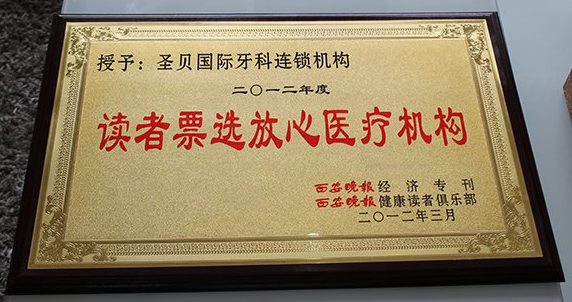 授予：圣贝国际牙科连锁机构
二〇一二年度
读者票选放心医疗机构
西安晚报 经济专刊
西安晚报 健康读者俱乐部
二〇一二年三月